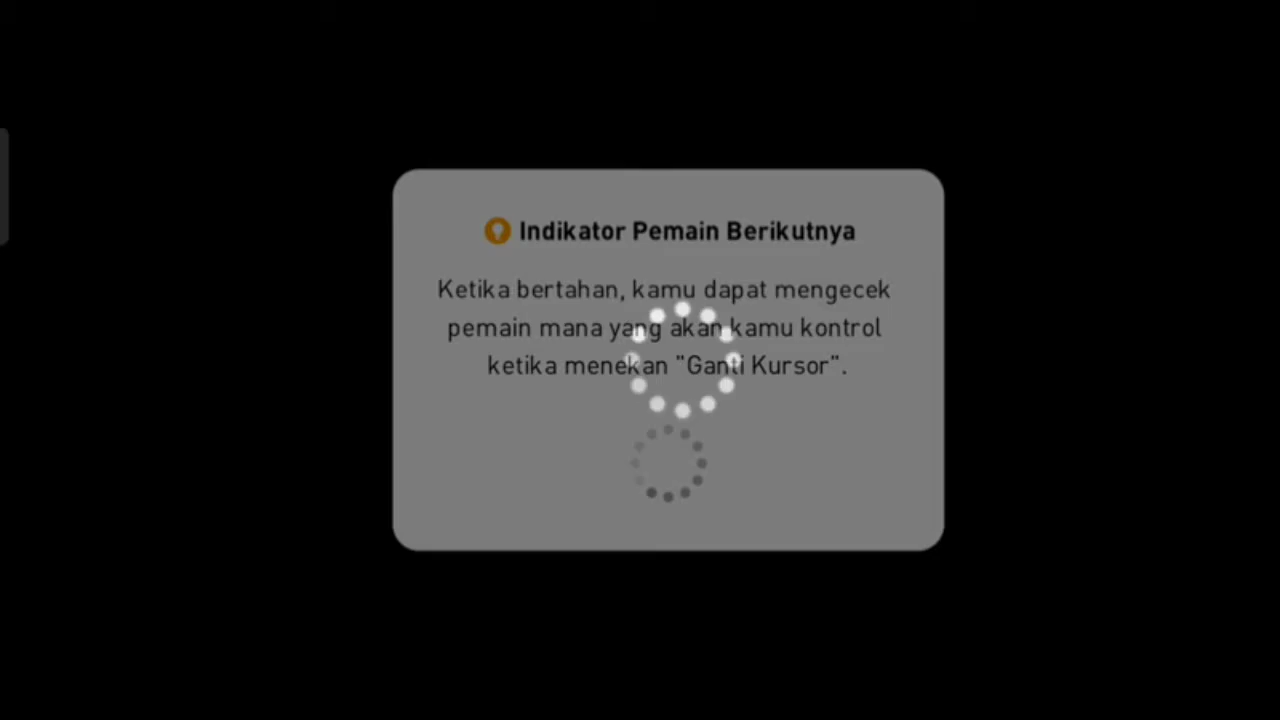 Indikator Pemain Berikutnya
Ketika bertahan, kamu dapat mengecek
pemain mana yang akan kamu kontrol
ketika menekan "Ganti Kursor".